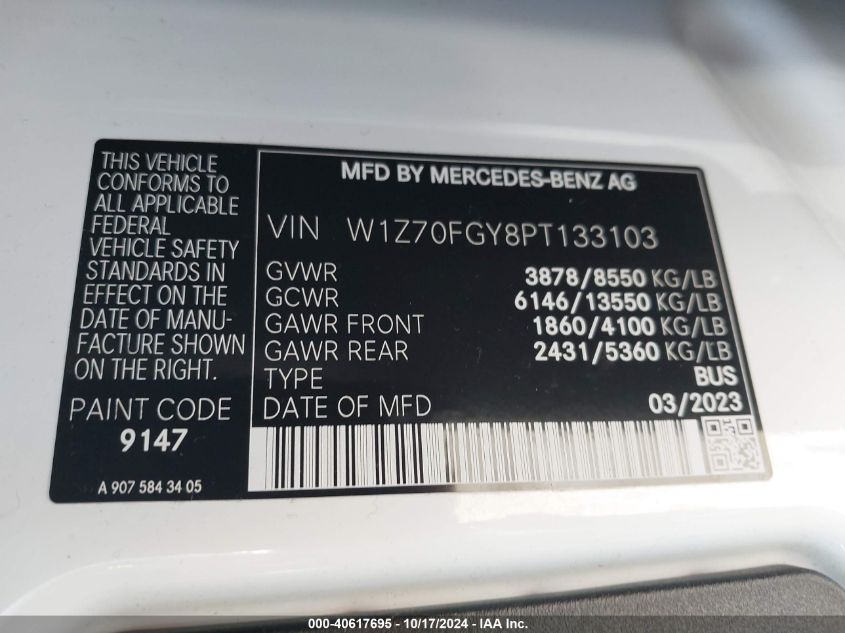 THIS VEHICLE
CONFORMS TO
ALL APPLICABLE
FEDERAL
VEHICLE SAFETY
STANDARDS IN
EFFECT ON THE
DATE OF MANU-
FACTURE SHOWN
ON THE RIGHT.
PAINT CODE
9147
A 907 584 34 05
MFD BY MERCEDES-BENZ AG
VIN W1Z70FGY8PT133103
GVWR 3878/8550 KG/LB
GCWR 6146/13550 KG/LB
GAWR FRONT 1860/4100 KG/LB
GAWR REAR 2431/5360 KG/LB
TYPE BUS
DATE OF MFD 03/2023
000-40617695 - 10/17/2024 - IAA Inc.